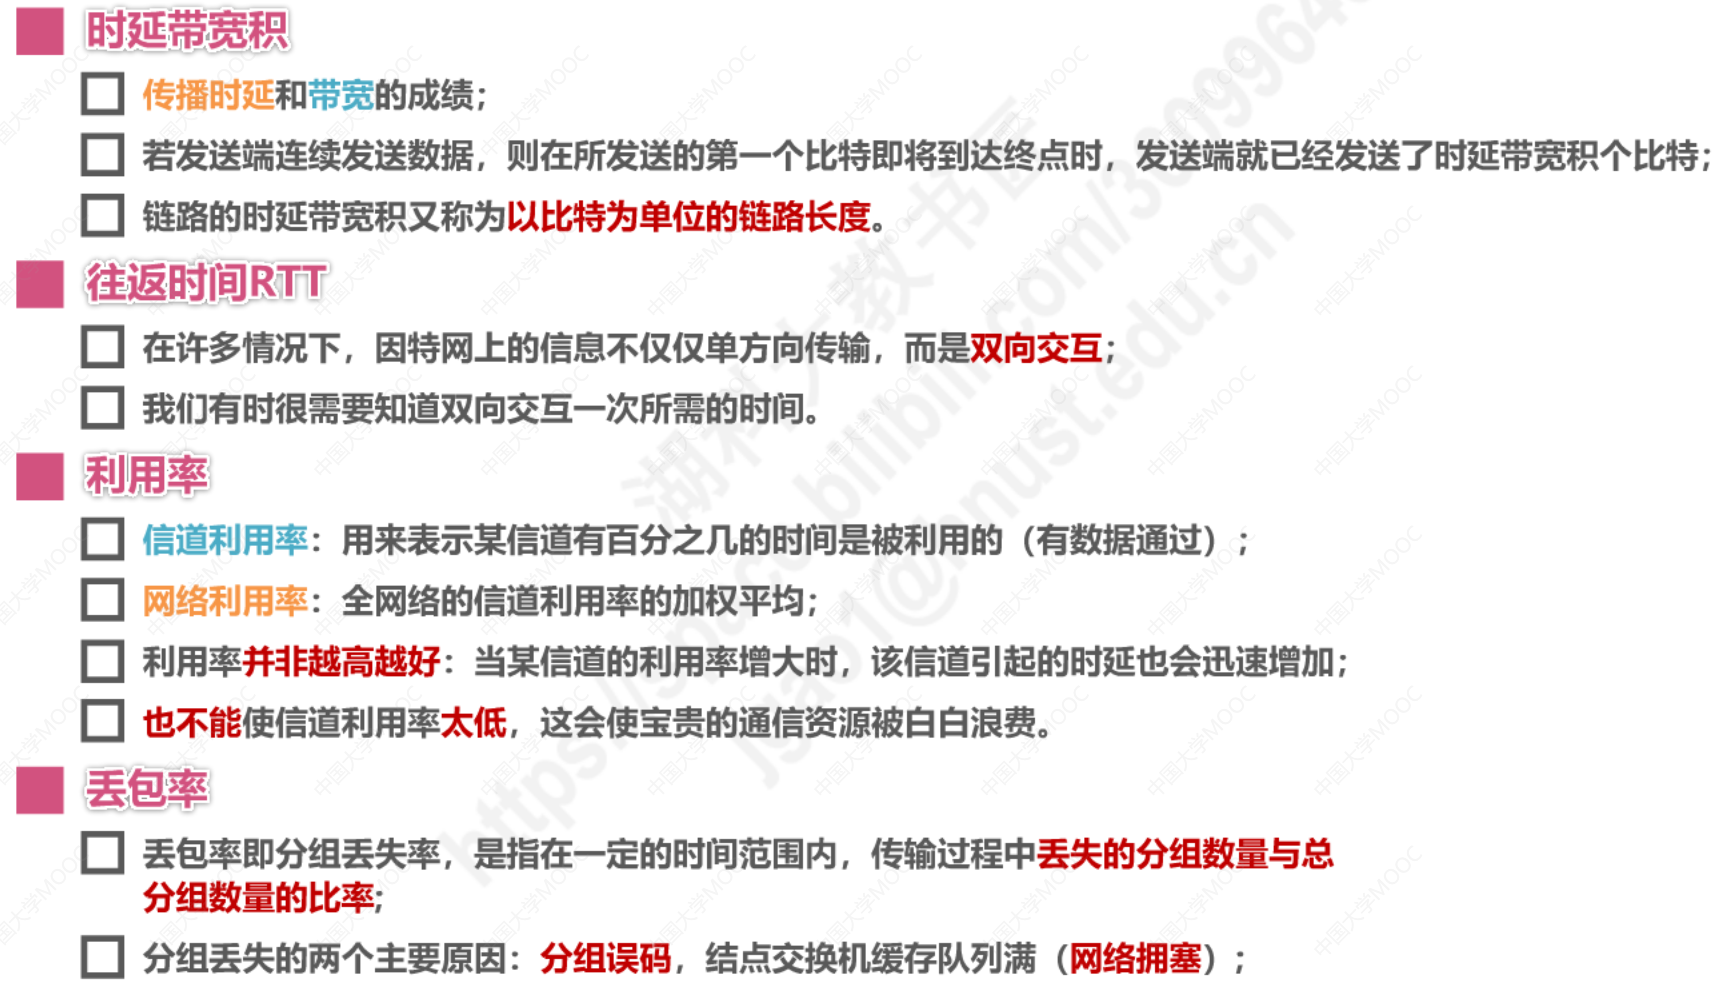 时延带宽积
传播时延和带宽的成绩；
若发送端连续发送数据，则在所发送的第一个比特即将到达终点时，发送端就已经发送了时延带宽积个比特；
链路的时延带宽积又称为以比特为单位的链路长度。
往返时间RTT
在许多情况下，因特网上的信息不仅仅单方向传输，而是双向交互；
我们有时很需要知道双向交互一次所需的时间。
利用率
信道利用率：用来表示某信道有百分之几的时间是被利用的（有数据通过）；
网络利用率：全网络的信道利用率的加权平均；
利用率并非越高越好：当某信道的利用率增大时，该信道引起的时延也会迅速增加；
也不能使信道利用率太低，这会使宝贵的通信资源被白白浪费。
丢包率
丢包率即分组丢失率，是指在一定的时间范围内，传输过程中丢失的分组数量与总
分组数量的比率;
分组丢失的两个主要原因：分组误码，结点交换机缓存队列满（网络拥塞）；
中国大学MOOC